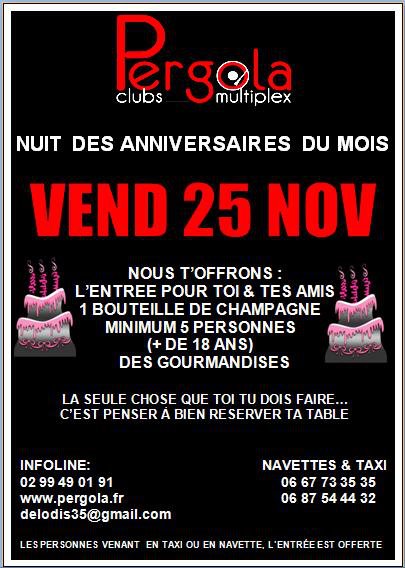 Pergola
clubs multiplex
NUIT DES ANNIVERSAIRES DU MOIS
VEND 25 NOV
NOUS T'OFFRONS :
L'ENTREE POUR TOI & TES AMIS
1 BOUTEILLE DE CHAMPAGNE
MINIMUM 5 PERSONNES
(+ DE 18 ANS)
DES GOURMANDISES
LA SEULE CHOSE QUE TOI TU DOIS FAIRE...
C'EST PENSER À BIEN RESERVER TA TABLE
INFOLINE:
02 99 49 01 91
www.pergola.fr
delodis35@gmail.com
NAVETTES & TAXI
06 67 73 35 35
06 87 54 44 32
LES PERSONNES VENANT EN TAXI OU EN NAVETTE, L'ENTRÉE EST OFFERTE